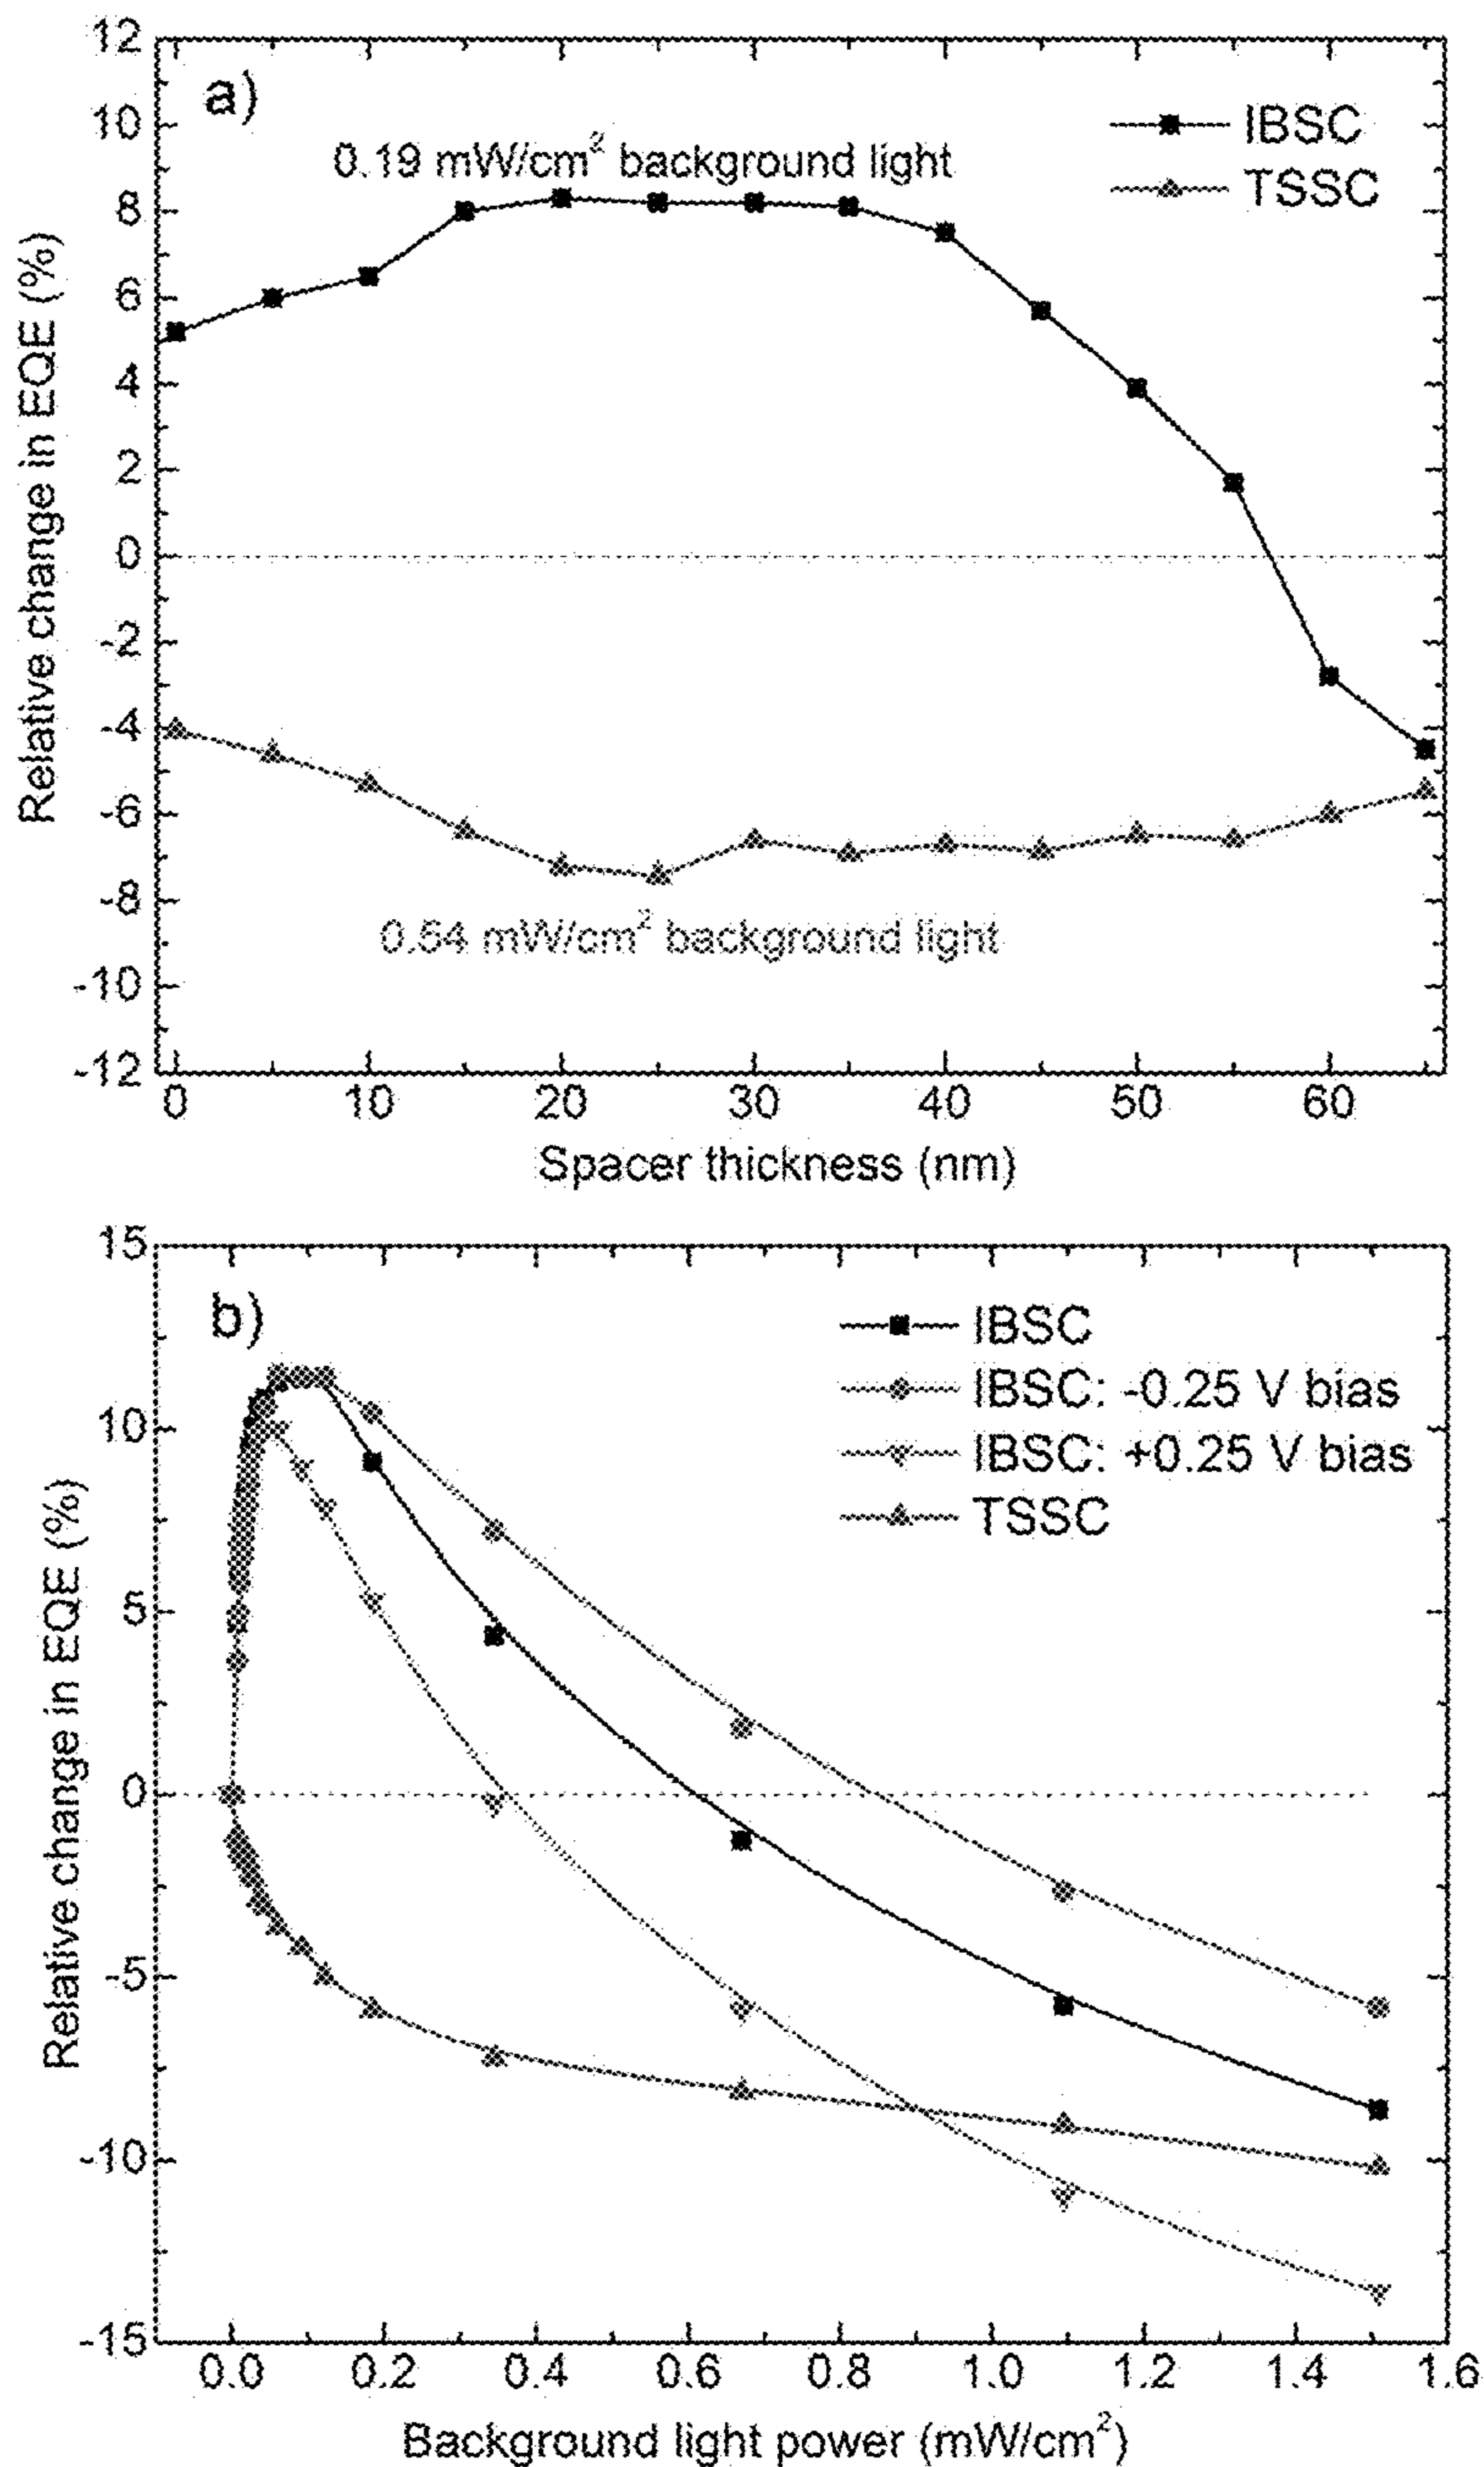 a)
IBSC
TSSC
0.19 mW/cm² background light
0.54 mW/cm² background light
Relative change in EQE (%)
12
10
8
6
4
2
0
-2
-4
-6
-8
-10
-12
0 10 20 30 40 50 60
Spacer thickness (nm)
b)
IBSC
IBSC: -0.25 V bias
IBSC: +0.25 V bias
TSSC
Relative change in EQE (%)
15
10
5
0
-5
-10
-15
0.0 0.2 0.4 0.6 0.8 1.0 1.2 1.4 1.6
Background light power (mW/cm²)